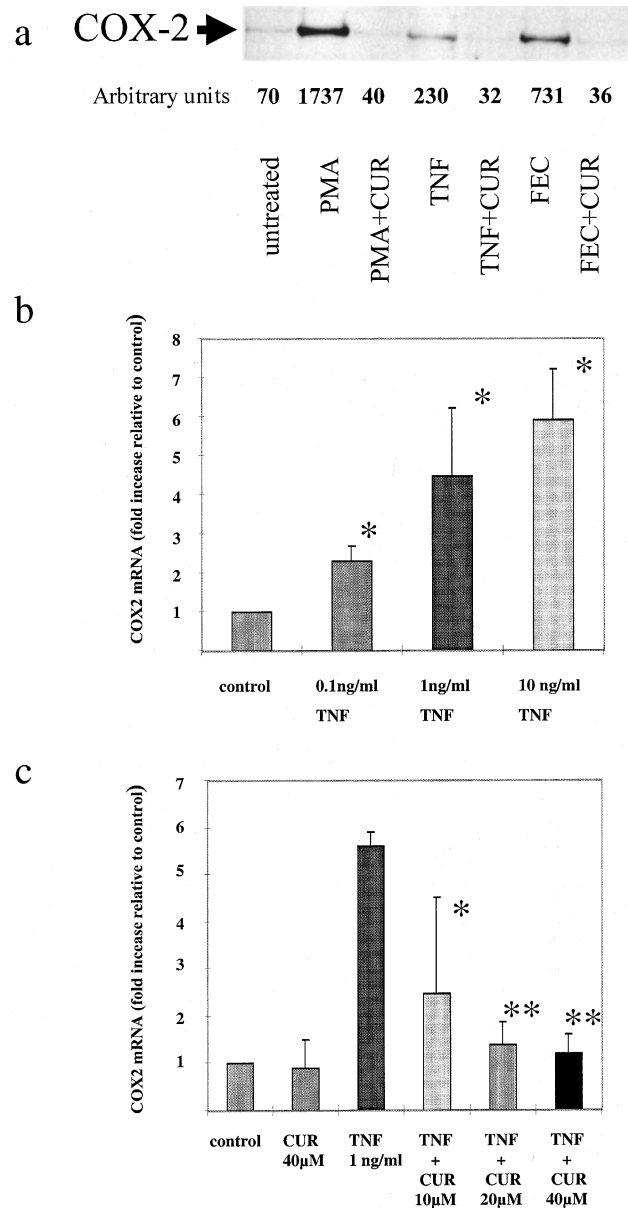 a
COX-2
Arbitrary units 70 1737 40 230 32 731 36
untreated
PMA
PMA+CUR
TNF
TNF+CUR
FEC
FEC+CUR
b
COX2 mRNA (fold incease relative to control)
8
7
6
5
4
3
2
1
*
*
*
control 0.1ng/ml 1ng/ml 10 ng/ml
TNF TNF TNF
c
COX2 mRNA (fold incease relative to control)
7
6
5
4
3
2
1
*
**
**
control CUR TNF TNF TNF TNF
40µM 1 ng/ml + + +
CUR CUR CUR
10µM 20µM 40µM